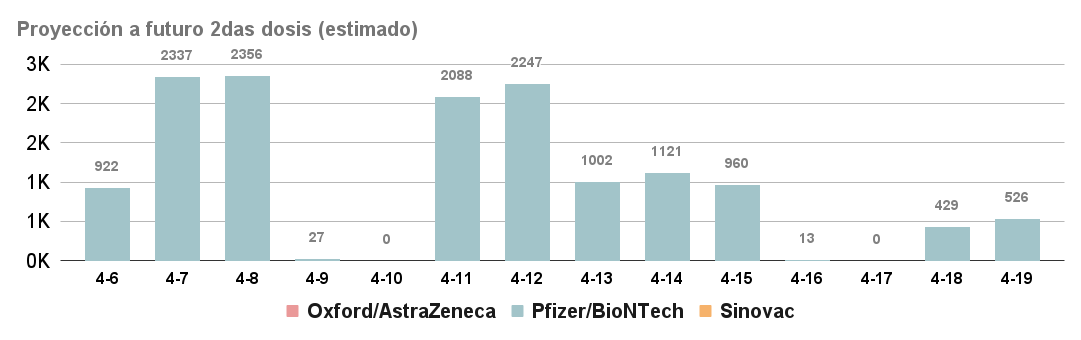 Proyección a futuro 2das dosis (estimado)
3K
2K
2K
1K
1K
0K
922
2337
2356
27
0
2088
2247
1002
1121
960
13
0
429
526
4-6 4-7 4-8 4-9 4-10 4-11 4-12 4-13 4-14 4-15 4-16 4-17 4-18 4-19
Oxford/AstraZeneca Pfizer/BioNTech Sinovac